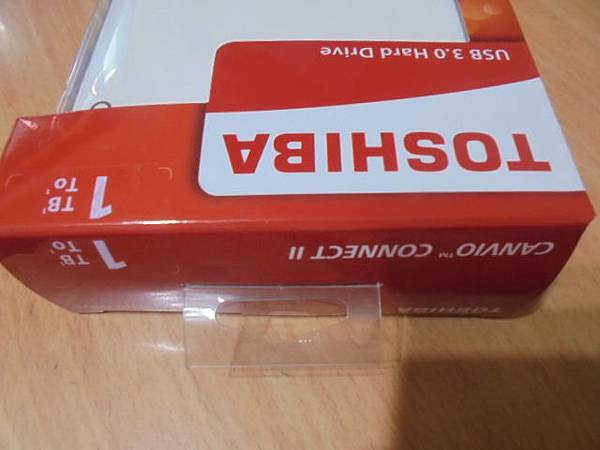 TOSHIBA
CANVIO™ CONNECT II
1 TB*
To*
1 TB*
To*
TOSHIBA
USB 3.0 Hard Drive